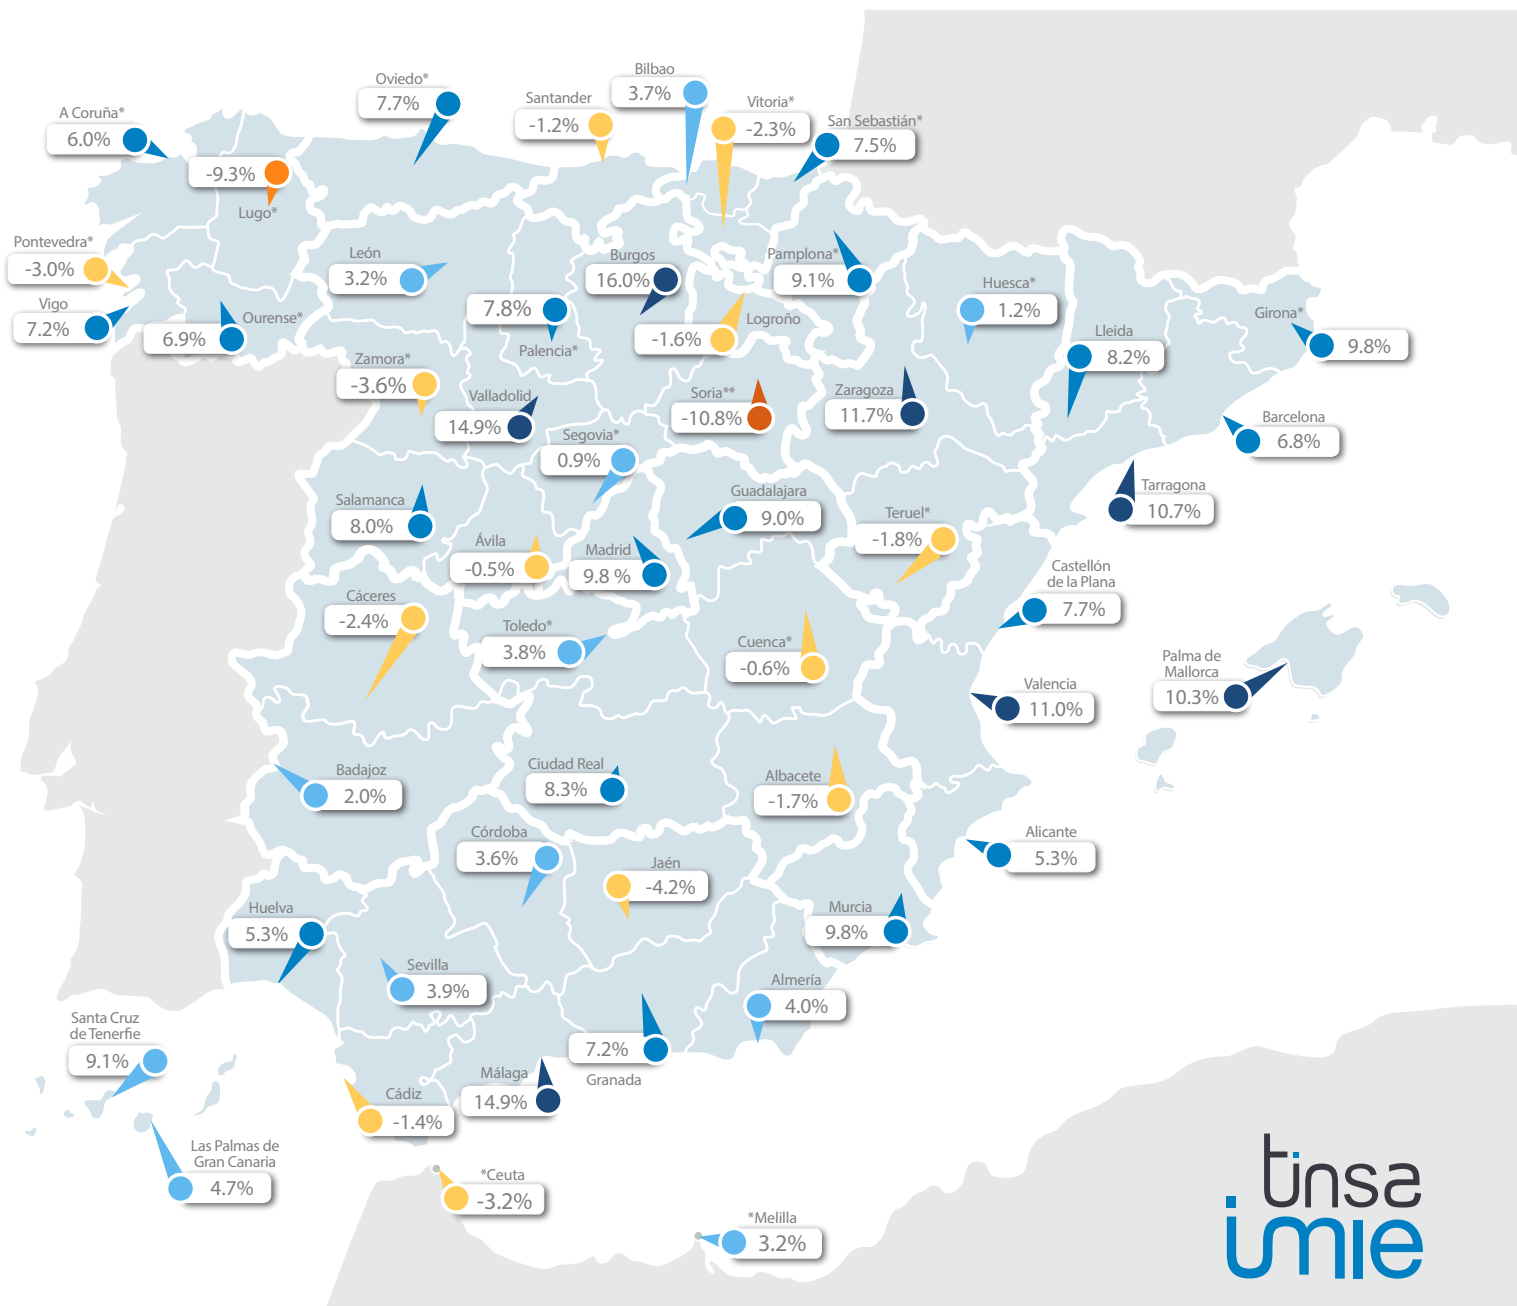 Oviedo*
7.7%
Bilbao
3.7%
Santander
-1.2%
Vitoria*
-2.3%
San Sebastián*
7.5%
A Coruña*
6.0%
-9.3%
Lugo*
Pontevedra*
-3.0%
Vigo
7.2%
Ourense*
6.9%
León
3.2%
Burgos
16.0%
7.8%
Palencia*
Logroño
-1.6%
Pamplona*
9.1%
Huesca*
1.2%
Lleida
8.2%
Girona*
9.8%
Zamora*
-3.6%
Valladolid
14.9%
Soria**
-10.8%
Zaragoza
11.7%
Barcelona
6.8%
Segovia*
0.9%
Tarragona
10.7%
Salamanca
8.0%
Guadalajara
9.0%
Teruel*
-1.8%
Ávila
-0.5%
Madrid
9.8 %
Castellón
de la Plana
7.7%
Cáceres
-2.4%
Toledo*
3.8%
Cuenca*
-0.6%
Palma de
Mallorca
10.3%
Valencia
11.0%
Badajoz
2.0%
Ciudad Real
8.3%
Albacete
-1.7%
Alicante
5.3%
Córdoba
3.6%
Jaén
-4.2%
Huelva
5.3%
Murcia
9.8%
Sevilla
3.9%
Almería
4.0%
Santa Cruz
de Tenerfie
9.1%
7.2%
Granada
Málaga
14.9%
Cádiz
-1.4%
Las Palmas de
Gran Canaria
4.7%
*Ceuta
-3.2%
*Melilla
3.2%
tinsa
imie